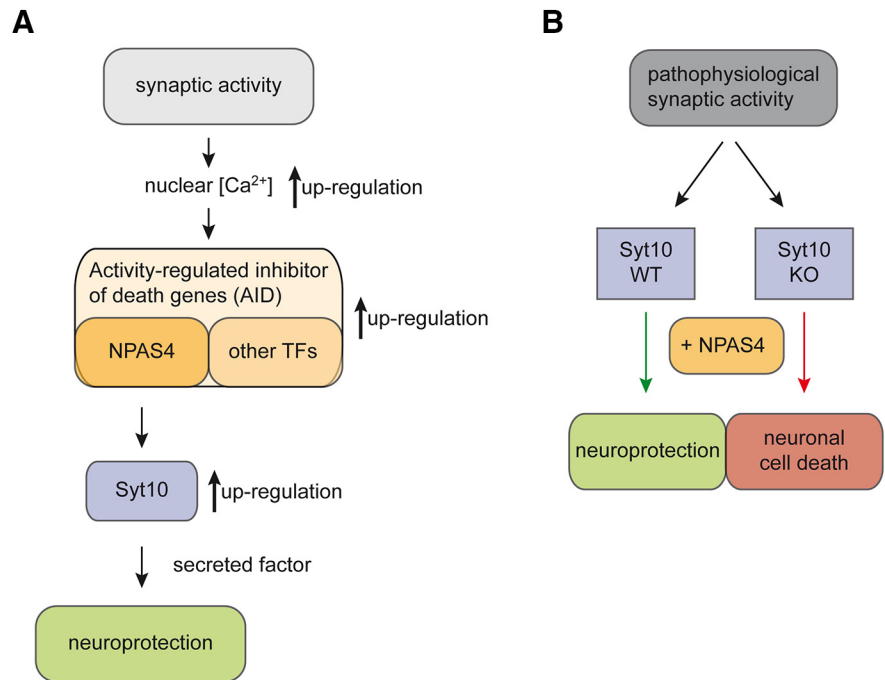 A
synaptic activity
nuclear [Ca²⁺]
up-regulation
Activity-regulated inhibitor
of death genes (AID)
NPAS4
other TFs
up-regulation
Syt10
up-regulation
secreted factor
neuroprotection
B
pathophysiological
synaptic activity
Syt10
WT
Syt10
KO
+ NPAS4
neuroprotection
neuronal
cell death